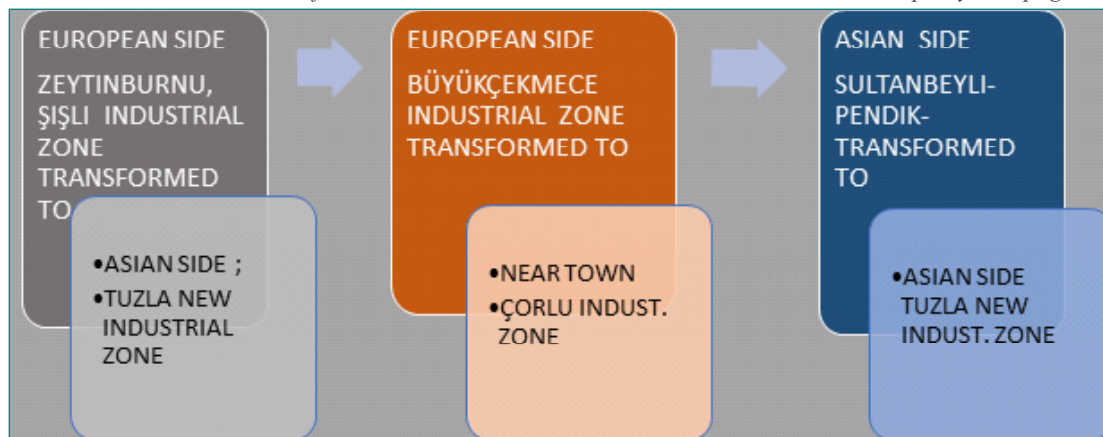 EUROPEAN SIDE
ZEYTINBURNU,
ŞIŞLI INDUSTRIAL
ZONE
TRANSFORMED
TO
•ASIAN SIDE ;
•TUZLA NEW
INDUSTRIAL
ZONE
EUROPEAN SIDE
BÜYÜKÇEKMECE
INDUSTRIAL ZONE
TRANSFORMED TO
•NEAR TOWN
•ÇORLU INDUST.
ZONE
ASIAN SIDE
SULTANBEYLI-
PENDIK-
TRANSFORMED
TO
•ASIAN SIDE
TUZLA NEW
INDUST. ZONE